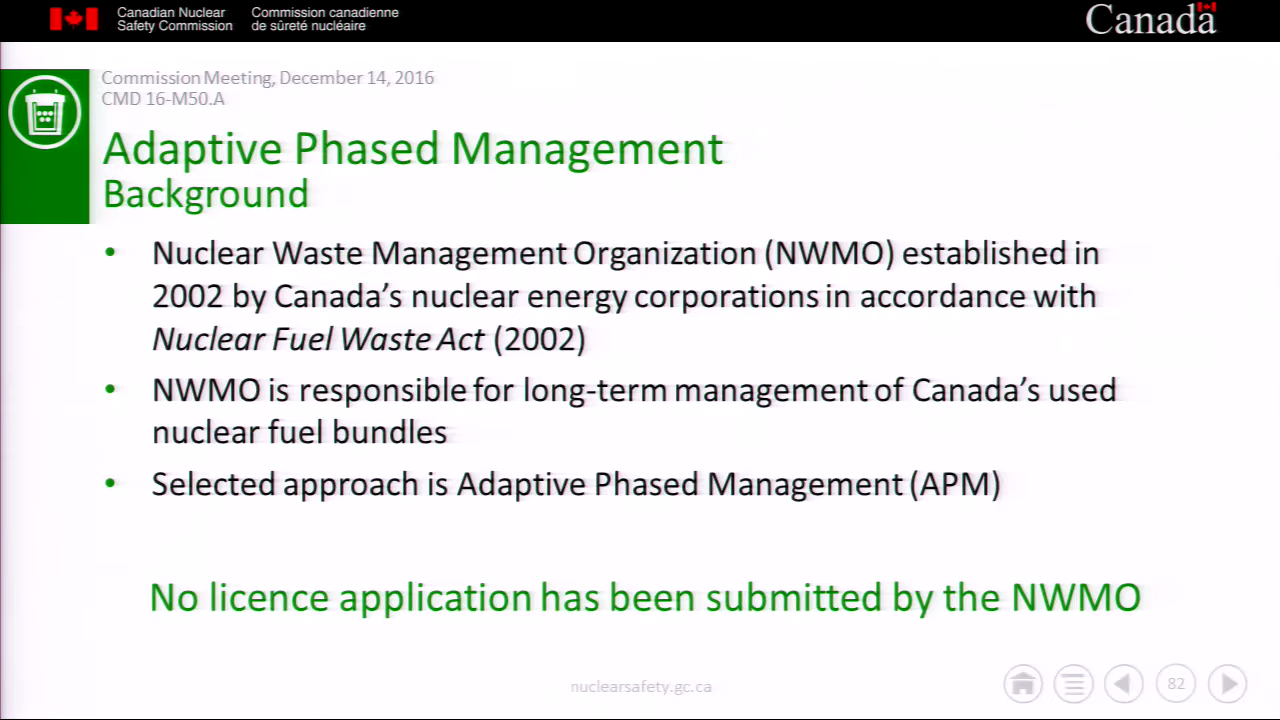 Canadian Nuclear
Safety Commission
Commission canadienne
de sûreté nucléaire
Canada
Commission Meeting, December 14, 2016
CMD 16-M50.A
Adaptive Phased Management
Background
• Nuclear Waste Management Organization (NWMO) established in
2002 by Canada's nuclear energy corporations in accordance with
Nuclear Fuel Waste Act (2002)
• NWMO is responsible for long-term management of Canada's used
nuclear fuel bundles
• Selected approach is Adaptive Phased Management (APM)
No licence application has been submitted by the NWMO
nuclearsafety.gc.ca
82